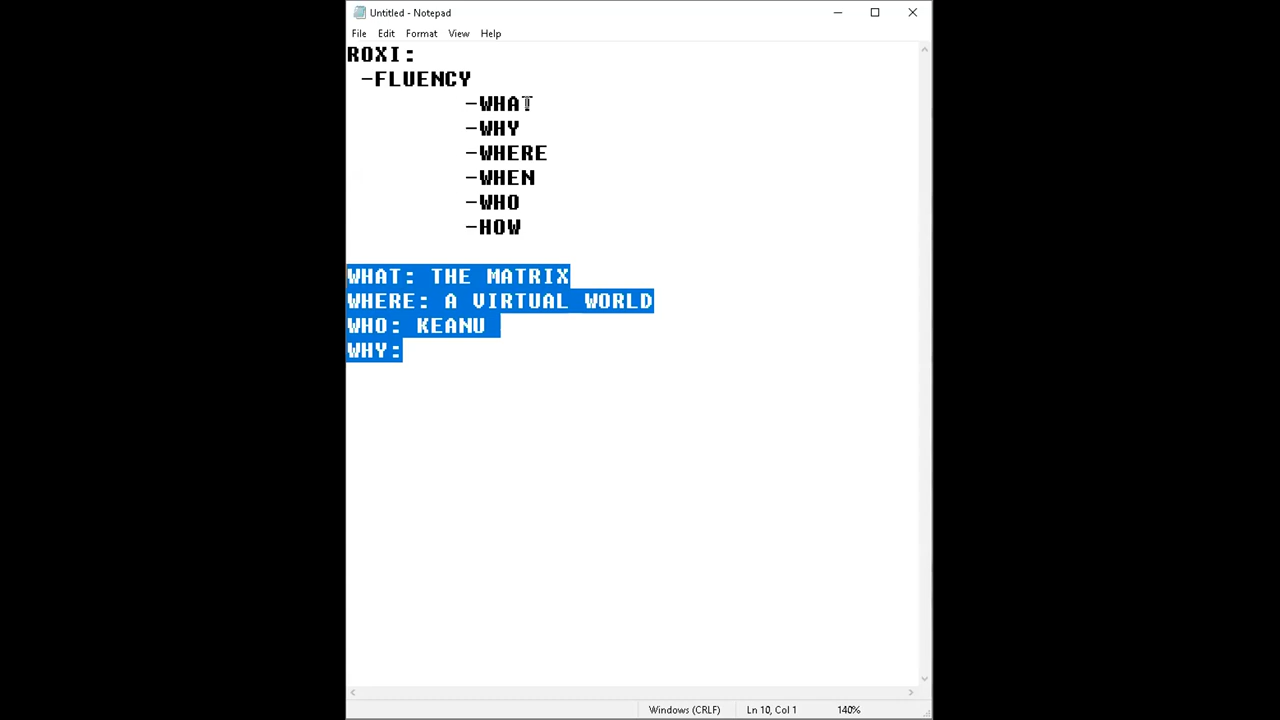 Untitled - Notepad
File Edit Format View Help
ROXI:
-FLUENCY
-WHAT
-WHY
-WHERE
-WHEN
-WHO
-HOW
WHAT: THE MATRIX
WHERE: A VIRTUAL WORLD
WHO: KEANU
WHY:
Windows (CRLF) Ln 10, Col 1 140%